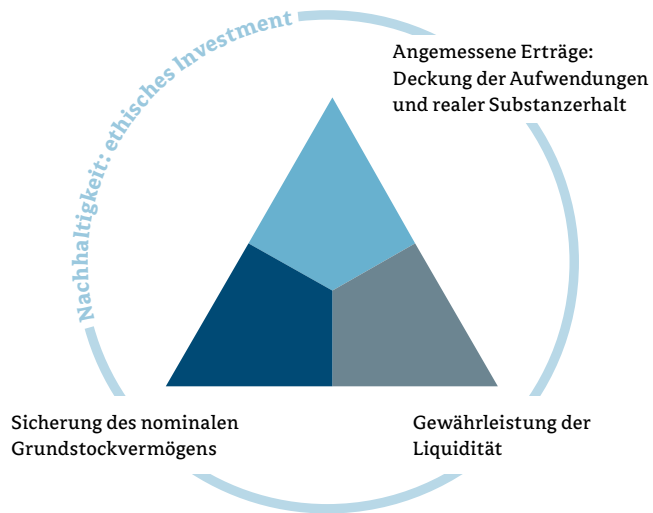 Nachhaltigkeit: ethisches Investment
Angemessene Erträge:
Deckung der Aufwendungen
und realer Substanzerhalt
Sicherung des nominalen
Grundstockvermögens
Gewährleistung der
Liquidität